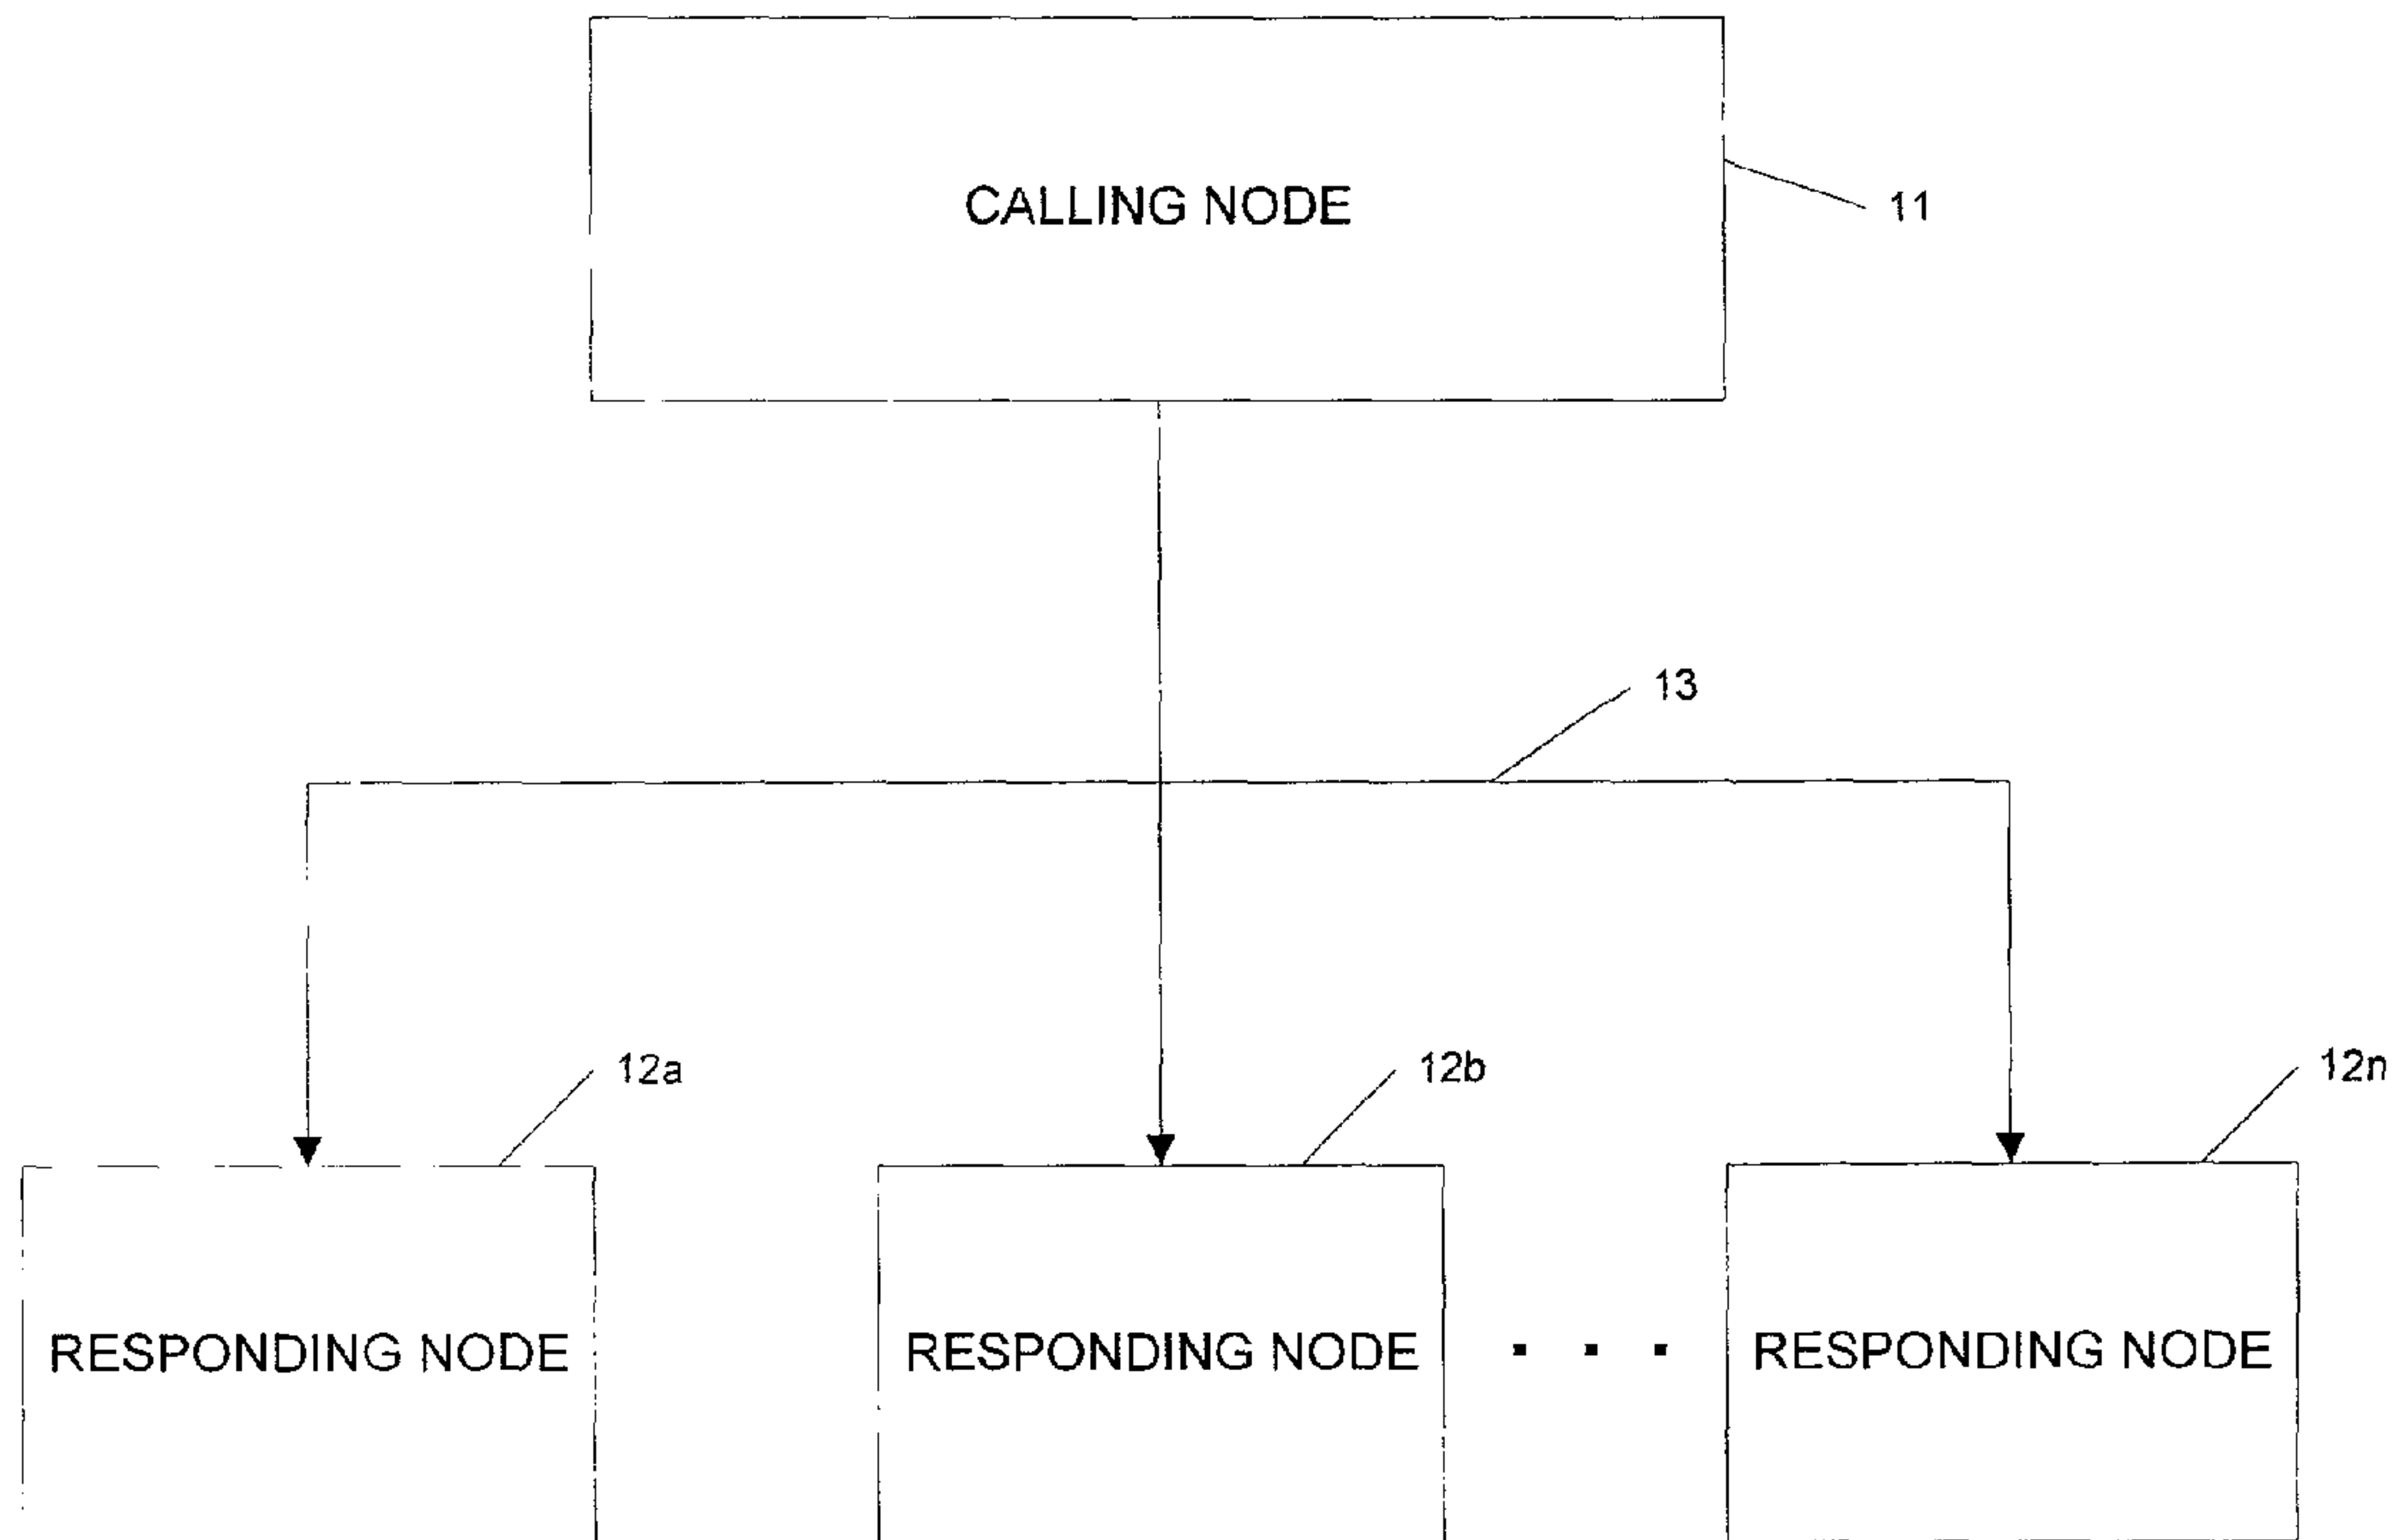 CALLING NODE
11
13
12a
12b
12n
RESPONDING NODE
RESPONDING NODE
. . .
RESPONDING NODE